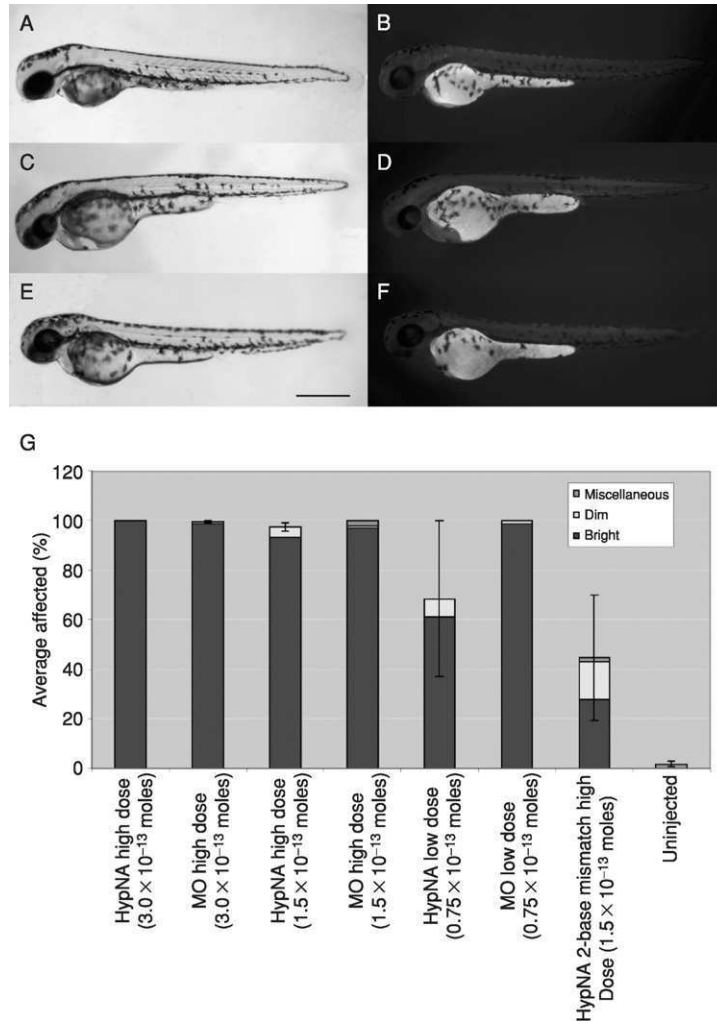 A
B
C
D
E
F
G
120
100
80
60
40
20
0
Average affected (%)
Miscellaneous
Dim
Bright
HypNA high dose
(3.0 × 10–13 moles)
MO high dose
(3.0 × 10–13 moles)
HypNA high dose
(1.5 × 10–13 moles)
MO high dose
(1.5 × 10–13 moles)
HypNA low dose
(0.75 × 10–13 moles)
MO low dose
(0.75 × 10–13 moles)
HypNA 2-base mismatch high
Dose (1.5 × 10–13 moles)
Uninjected